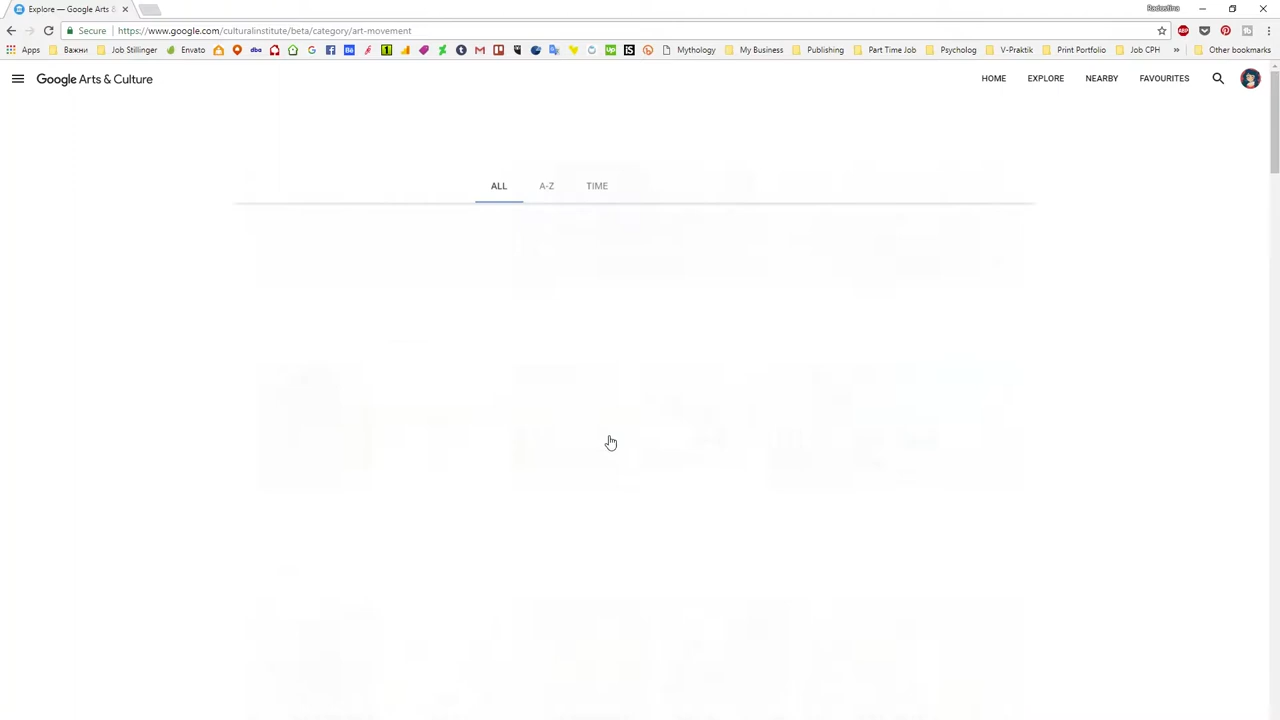 Explore — Google Arts &
Radostina
Secure
https://www.google.com/culturalinstitute/beta/category/art-movement
Apps Важни Job Stillinger Envato dba Mythology My Business Publishing Part Time Job Psycholog V-Praktik Print Portfolio Job CPH » Other bookmarks
Google Arts & Culture HOME EXPLORE NEARBY FAVOURITES
ALL A-Z TIME